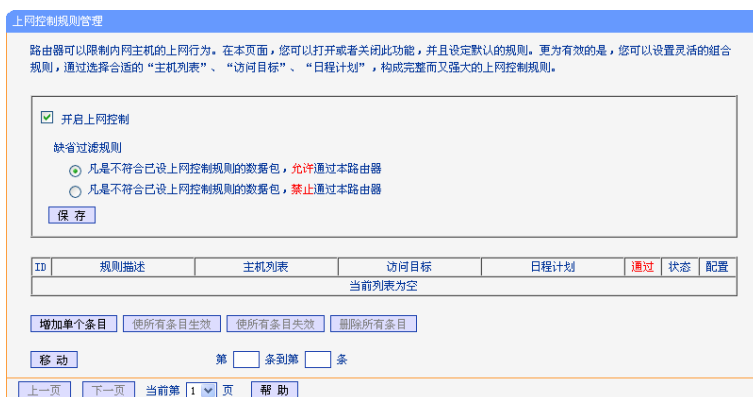 上网控制规则管理
路由器可以限制内网主机的上网行为。在本页面，您可以打开或者关闭此功能，并且设定默认的规则。更为有效的是，您可以设置灵活的组合
规则，通过选择合适的“主机列表”、“访问目标”、“日程计划”，构成完整而又强大的上网控制规则。
开启上网控制
缺省过滤规则
凡是不符合已设上网控制规则的数据包，允许通过本路由器
凡是不符合已设上网控制规则的数据包，禁止通过本路由器
保 存
ID 规则描述 主机列表 访问目标 日程计划 通过 状态 配置
当前列表为空
增加单个条目 使所有条目生效 使所有条目失效 删除所有条目
移 动 第 条到第 条
上一页 下一页 当前第 1 页 帮 助